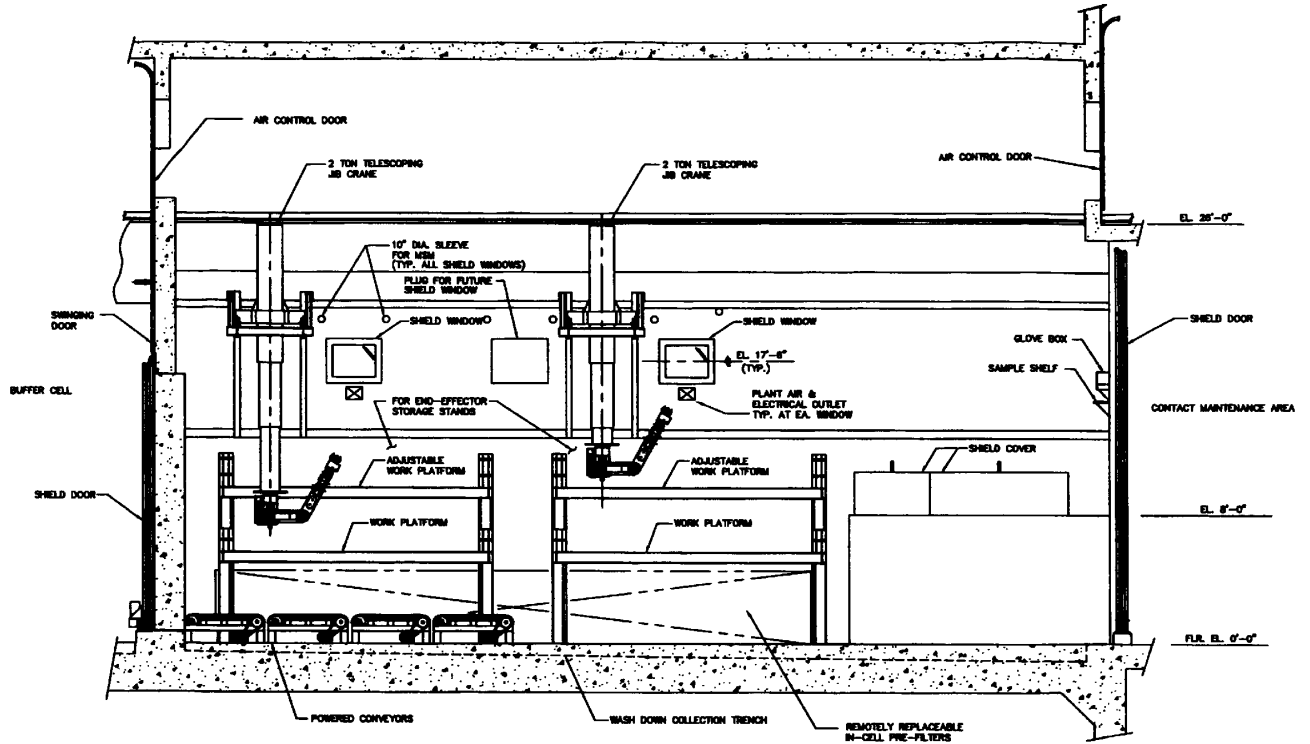 AIR CONTROL DOOR
2 TON TELESCOPING
JIB CRANE
2 TON TELESCOPING
JIB CRANE
AIR CONTROL DOOR
EL. 26'-0"
10" DIA. SLEEVE
FOR MSM
(TYP. ALL SHIELD WINDOWS)
PLUG FOR FUTURE
SHIELD WINDOW
SWINGING
DOOR
SHIELD WINDOW
SHIELD WINDOW
SHIELD DOOR
GLOVE BOX
EL. 17'-6"
(TYP.)
SAMPLE SHELF
BUFFER CELL
FOR END-EFFECTOR
STORAGE STANDS
PLANT AIR &
ELECTRICAL OUTLET
TYP. AT EA. WINDOW
CONTACT MAINTENANCE AREA
SHIELD COVER
ADJUSTABLE
WORK PLATFORM
ADJUSTABLE
WORK PLATFORM
SHIELD DOOR
EL. 8'-0"
WORK PLATFORM
WORK PLATFORM
FLR. EL. 0'-0"
POWERED CONVEYORS
WASH DOWN COLLECTION TRENCH
REMOTELY REPLACEABLE
IN-CELL PRE-FILTERS